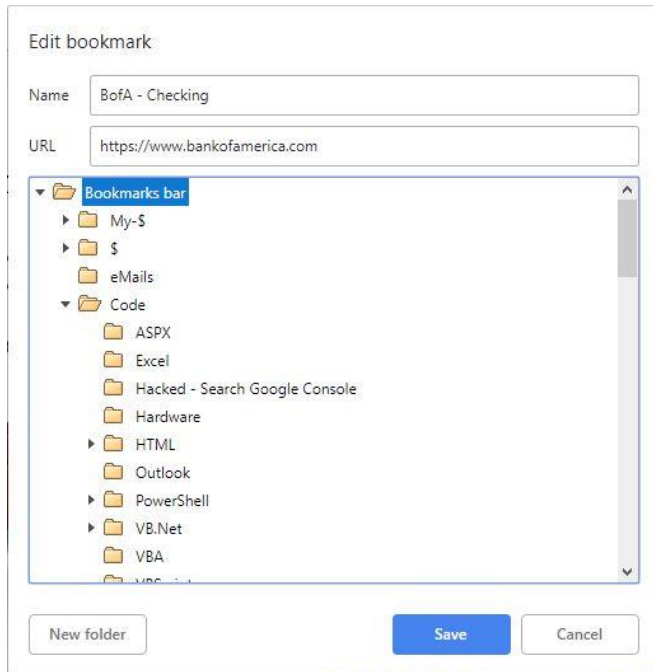 Edit bookmark
Name BofA - Checking
URL https://www.bankofamerica.com
Bookmarks bar
My-$
$
eMails
Code
ASPX
Excel
Hacked - Search Google Console
Hardware
HTML
Outlook
PowerShell
VB.Net
VBA
New folder Save Cancel